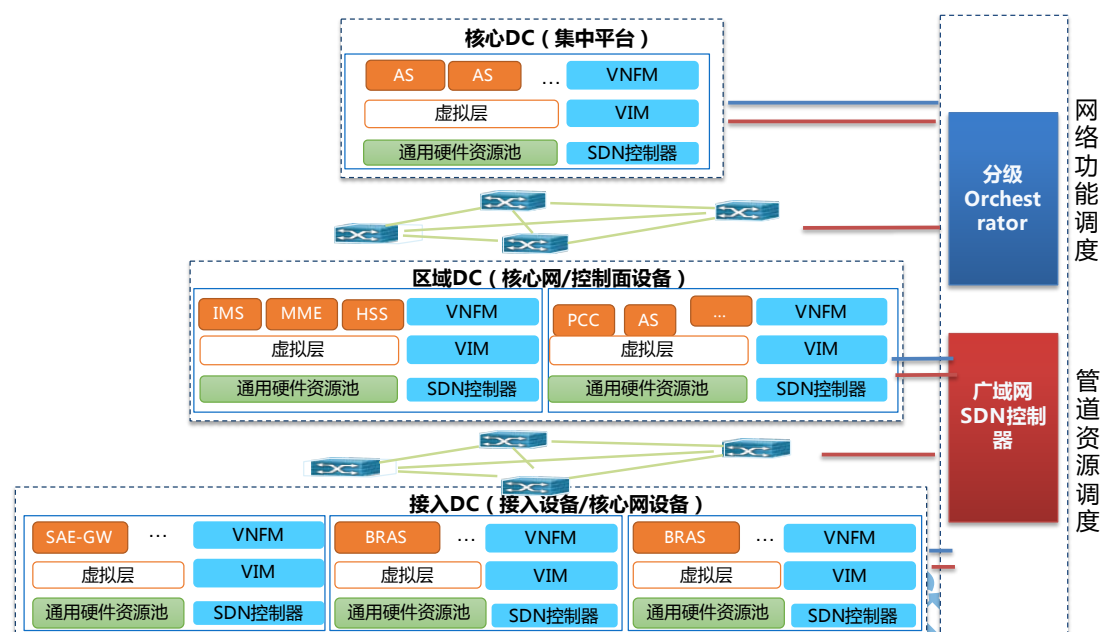 核心DC（集中平台）
AS
AS
...
VNFM
虚拟层
VIM
通用硬件资源池
SDN控制器
区域DC（核心网/控制面设备）
IMS
MME
HSS
VNFM
虚拟层
VIM
通用硬件资源池
SDN控制器
PCC
AS
...
VNFM
虚拟层
VIM
通用硬件资源池
SDN控制器
接入DC（接入设备/核心网设备）
SAE-GW
...
VNFM
虚拟层
VIM
通用硬件资源池
SDN控制器
BRAS
...
VNFM
虚拟层
VIM
通用硬件资源池
SDN控制器
BRAS
...
VNFM
虚拟层
VIM
通用硬件资源池
SDN控制器
分级
Orchest
rator
网络功能调度
广域网
SDN控制
器
管道资源调度